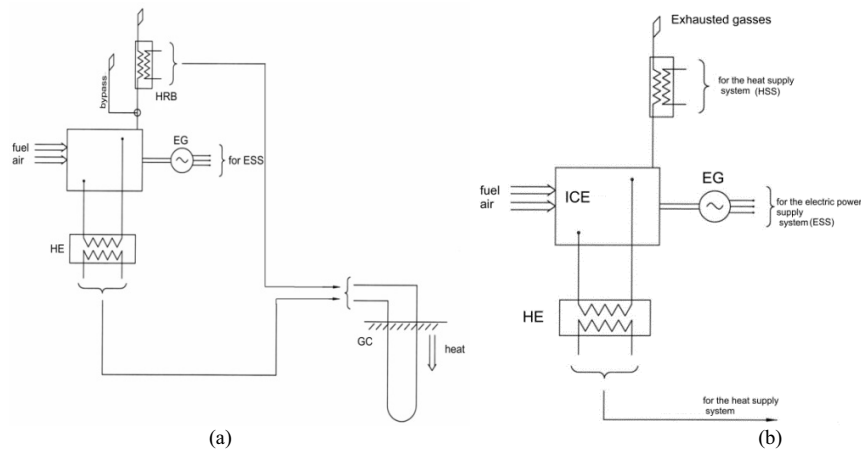 bypass
HRB
fuel
air
EG
for ESS
HE
GC
heat
(a)
Exhausted gasses
for the heat supply
system (HSS)
fuel
air
ICE
EG
for the electric power
supply
system (ESS)
HE
for the heat supply
system
(b)